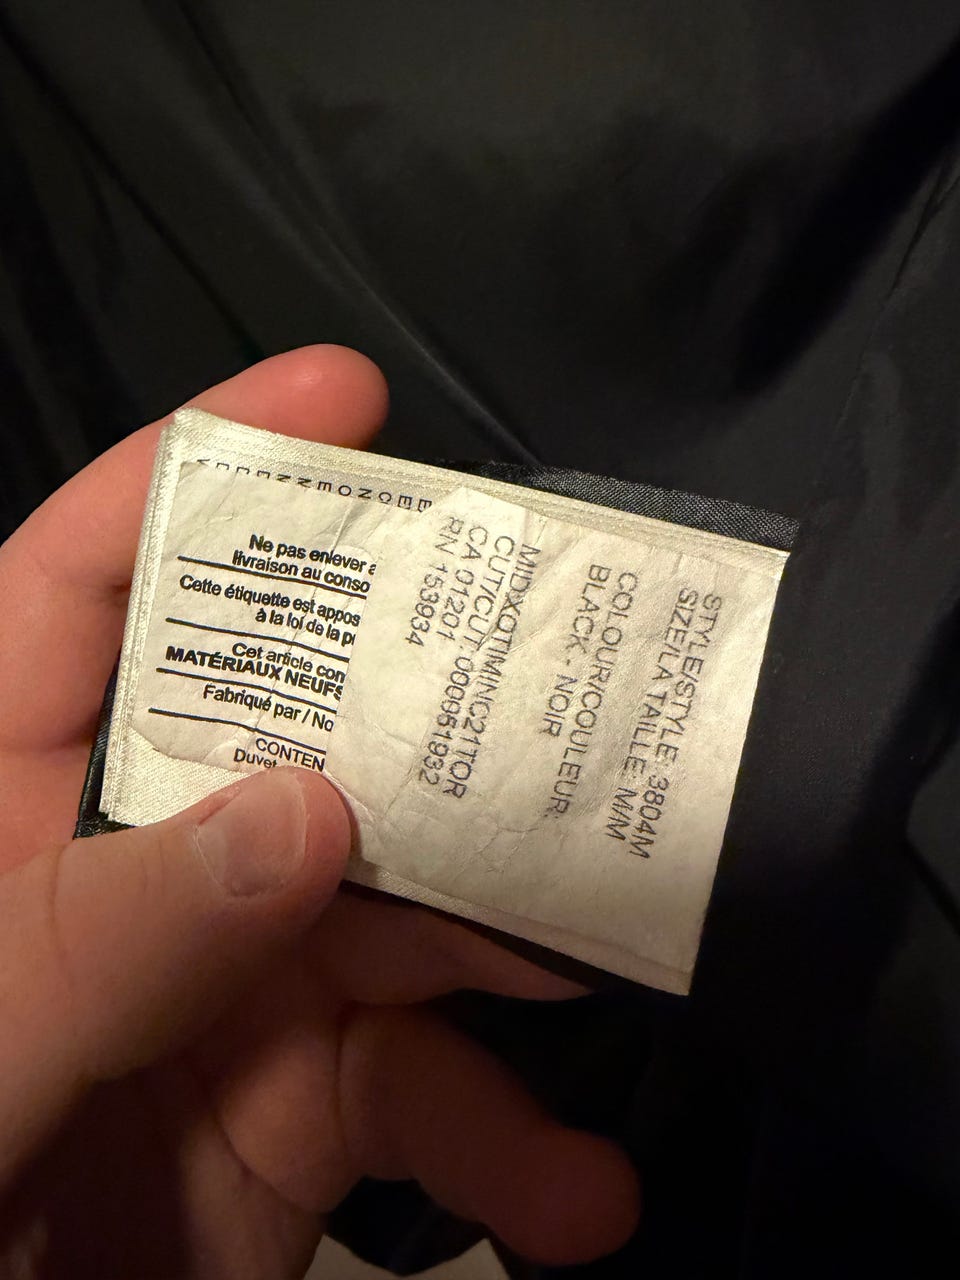 STYLE/STYLE 3804M
SIZE/LA TAILLE M/M
COLOUR/COULEUR:
BLACK - NOIR
MIDXOTIMINC21TOR
CUT/CUT: 000951932
CA 91201
RN 153934
Ne pas enlever
livraison au conso
Cette étiquette est appos
à la loi de la
Cet article con
MATÉRIAUX NEUFS
Fabriqué par / No
CONTEN
Duvet